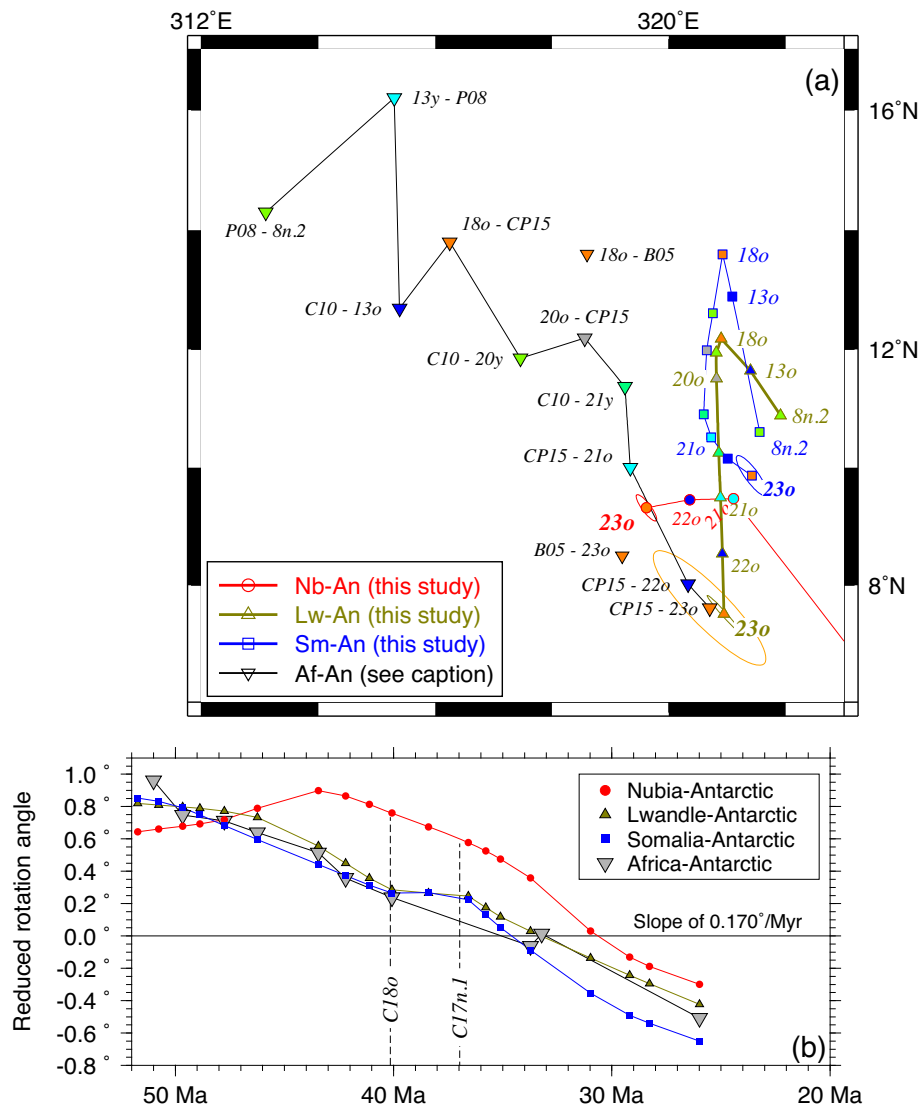 312°E
320°E
(a)
16°N
12°N
8°N
13y - P08
P08 - 8n.2
18o - CP15
18o - B05
18o
C10 - 13o
13o
20o - CP15
18o
C10 - 20y
20o
13o
C10 - 21y
8n.2
CP15 - 21o
21o
8n.2
23o
23o
22o
21o
21o
B05 - 23o
22o
CP15 - 22o
CP15 - 23o
23o
Nb-An (this study)
Lw-An (this study)
Sm-An (this study)
Af-An (see caption)
Reduced rotation angle
1.0 °
0.8 °
0.6 °
0.4 °
0.2 °
0.0 °
-0.2 °
-0.4 °
-0.6 °
-0.8 °
Nubia-Antarctic
Lwandle-Antarctic
Somalia-Antarctic
Africa-Antarctic
Slope of 0.170°/Myr
C18o
C17n.1
(b)
50 Ma
40 Ma
30 Ma
20 Ma